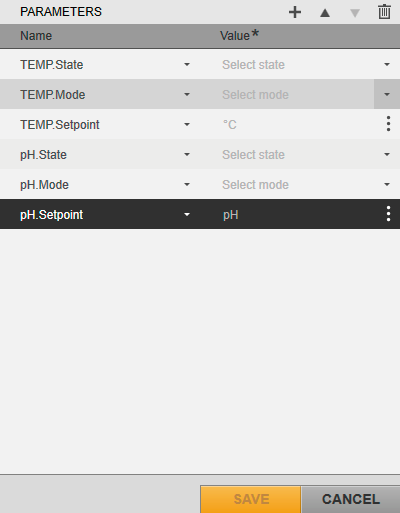 PARAMETERS
Name Value*
TEMP.State Select state
TEMP.Mode Select mode
TEMP.Setpoint °C
pH.State Select state
pH.Mode Select mode
pH.Setpoint pH
SAVE CANCEL